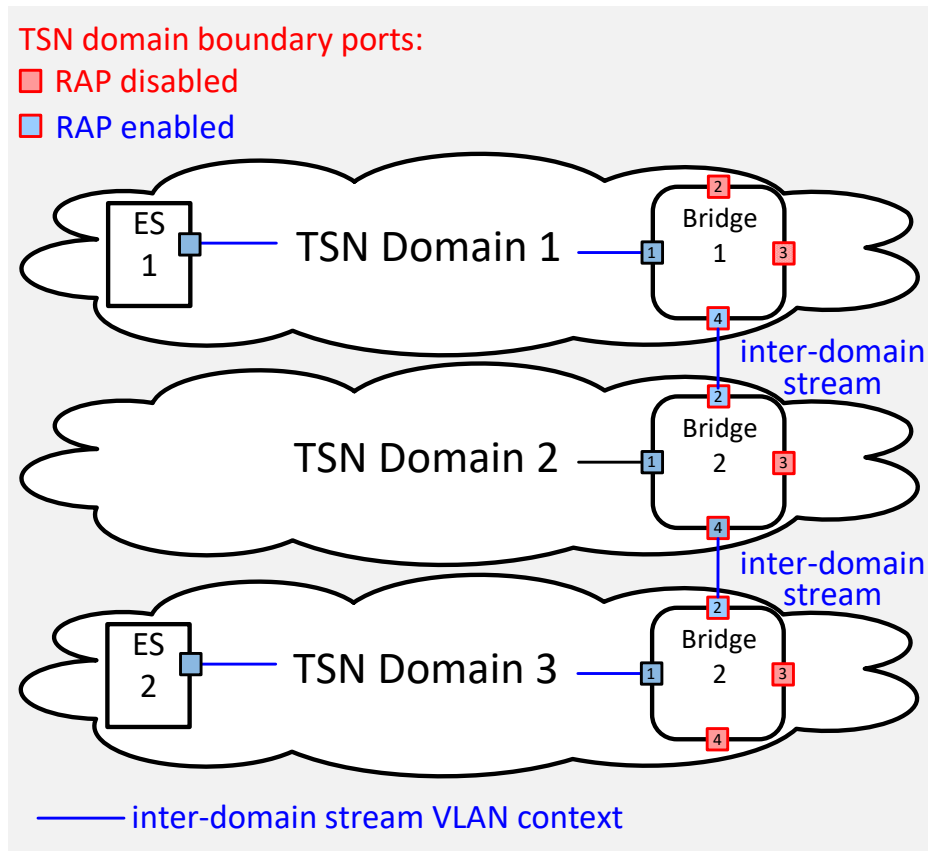 TSN domain boundary ports:
RAP disabled
RAP enabled
2
ES
1
TSN Domain 1
1
Bridge
1
3
4
inter-domain
stream
2
TSN Domain 2
1
Bridge
2
3
4
inter-domain
stream
2
ES
2
TSN Domain 3
1
Bridge
2
3
4
inter-domain stream VLAN context